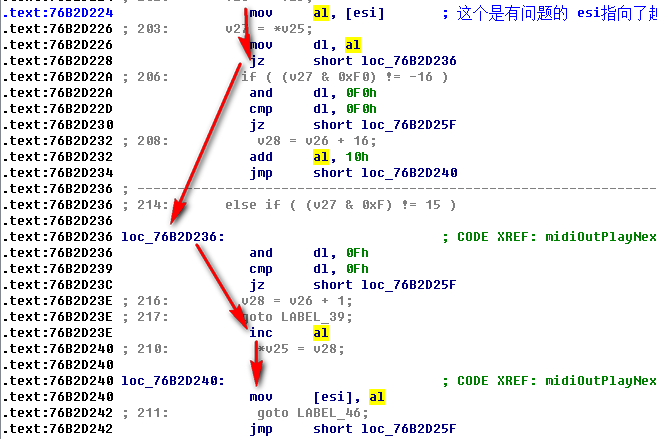 .text:76B2D224 mov al, [esi] ; 这个是有问题的 esi指向了越
.text:76B2D226 ; 203: v27 = *v25;
.text:76B2D226 mov dl, al
.text:76B2D228 jz short loc_76B2D236
.text:76B2D22A ; 206: if ( (v27 & 0xF0) != -16 )
.text:76B2D22A and dl, 0F0h
.text:76B2D22D cmp dl, 0F0h
.text:76B2D230 jz short loc_76B2D25F
.text:76B2D232 ; 208: v28 = v26 + 16;
.text:76B2D232 add al, 10h
.text:76B2D234 jmp short loc_76B2D240
.text:76B2D236 ; ---------------------------------------------------------------------------
.text:76B2D236 ; 214: else if ( (v27 & 0xF) != 15 )
.text:76B2D236
.text:76B2D236 loc_76B2D236: ; CODE XREF: midiOutPlayNex
.text:76B2D236 and dl, 0Fh
.text:76B2D239 cmp dl, 0Fh
.text:76B2D23C jz short loc_76B2D25F
.text:76B2D23E ; 216: v28 = v26 + 1;
.text:76B2D23E ; 217: goto LABEL_39;
.text:76B2D23E inc al
.text:76B2D240 ; 210: *v25 = v28;
.text:76B2D240
.text:76B2D240 loc_76B2D240: ; CODE XREF: midiOutPlayNex
.text:76B2D240 mov [esi], al
.text:76B2D242 ; 211: goto LABEL_46;
.text:76B2D242 jmp short loc_76B2D25F